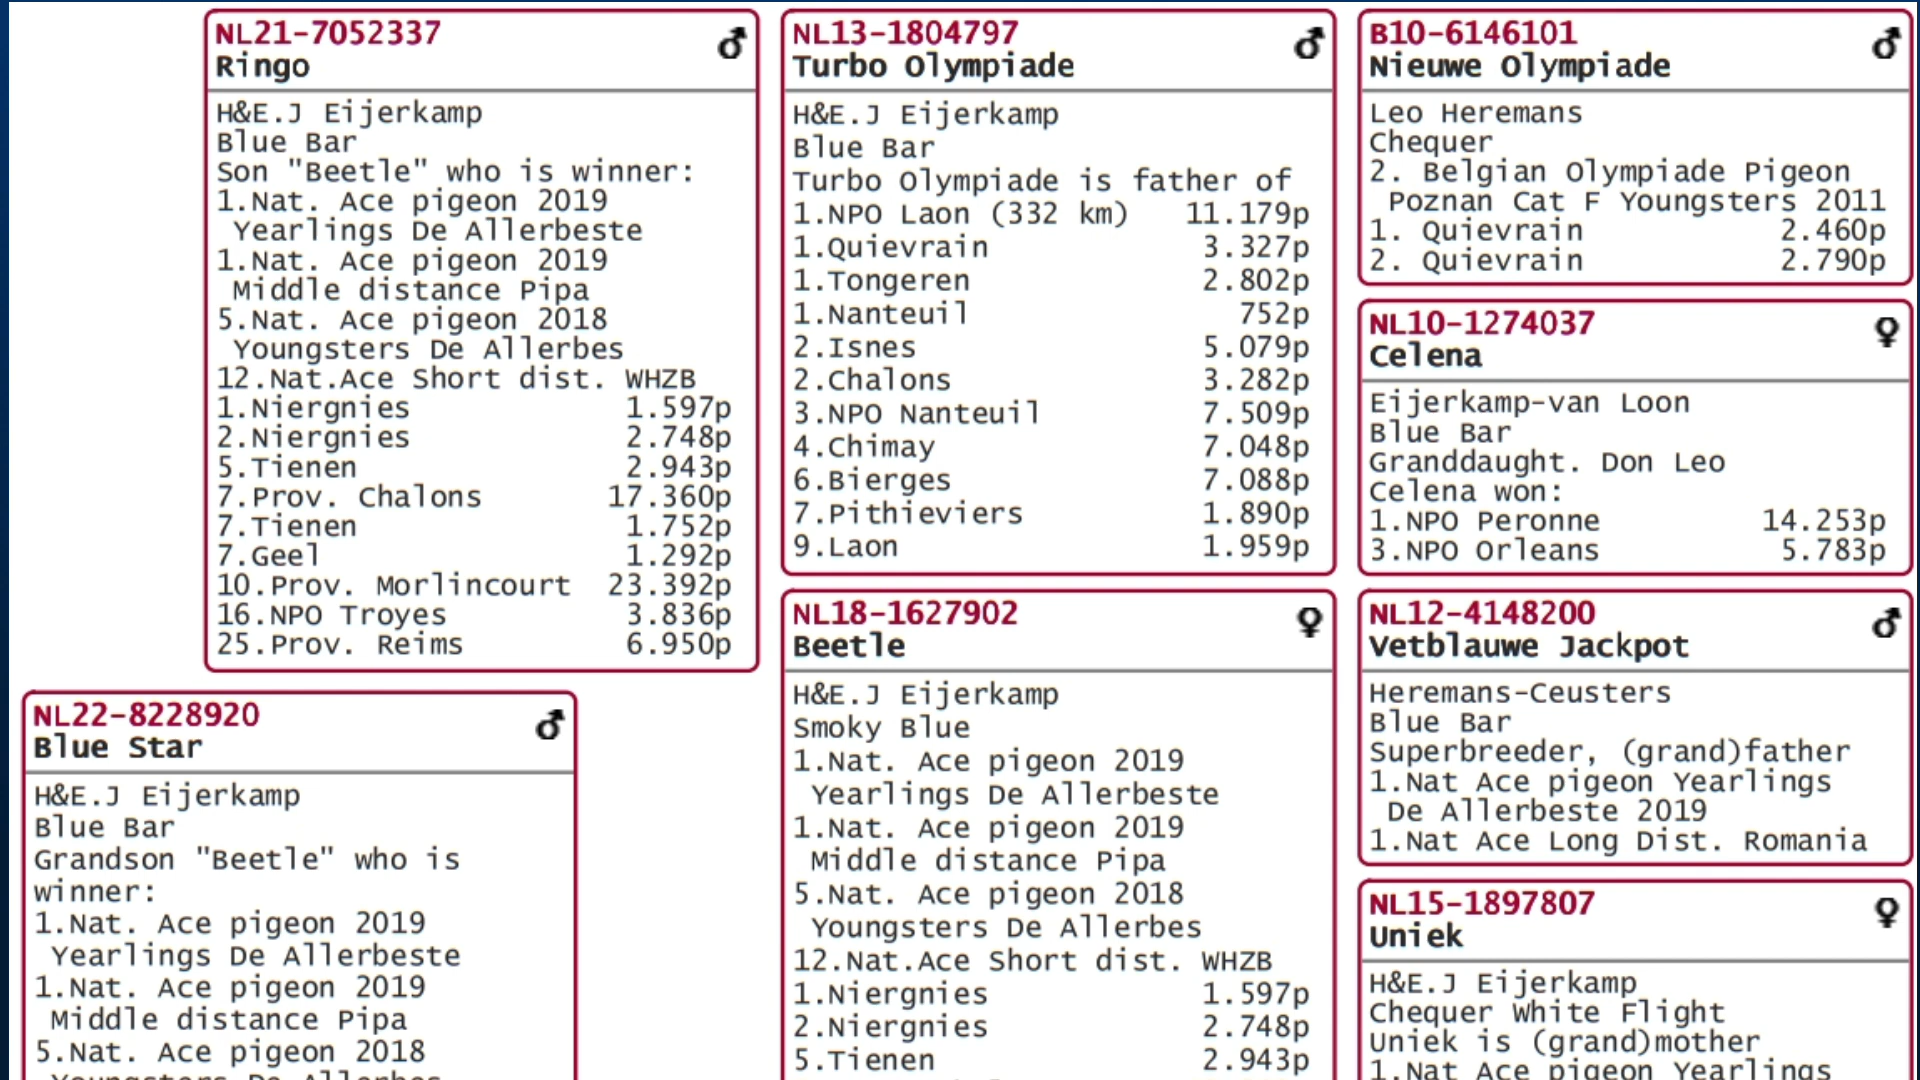 NL21-7052337
Ringo
H&E.J Eijerkamp
Blue Bar
Son "Beetle" who is winner:
1.Nat. Ace pigeon 2019
Yearlings De Allerbeste
1.Nat. Ace pigeon 2019
Middle distance Pipa
5.Nat. Ace pigeon 2018
Youngsters De Allerbes
12.Nat.Ace Short dist. WHZB
1.Niergnies 1.597p
2.Niergnies 2.748p
5.Tienen 2.943p
7.Prov. Chalons 17.360p
7.Tienen 1.752p
7.Geel 1.292p
10.Prov. Morlincourt 23.392p
16.NPO Troyes 3.836p
25.Prov. Reims 6.950p
NL22-8228920
Blue Star
H&E.J Eijerkamp
Blue Bar
Grandson "Beetle" who is
winner:
1.Nat. Ace pigeon 2019
Yearlings De Allerbeste
1.Nat. Ace pigeon 2019
Middle distance Pipa
5.Nat. Ace pigeon 2018
Youngsters De Allerbes
NL13-1804797
Turbo Olympiade
H&E.J Eijerkamp
Blue Bar
Turbo Olympiade is father of
1.NPO Laon (332 km) 11.179p
1.Quievrain 3.327p
1.Tongeren 2.802p
1.Nanteuil 752p
2.Isnes 5.079p
2.Chalons 3.282p
3.NPO Nanteuil 7.509p
4.Chimay 7.048p
6.Bierges 7.088p
7.Pithieviers 1.890p
9.Laon 1.959p
NL18-1627902
Beetle
H&E.J Eijerkamp
Smoky Blue
1.Nat. Ace pigeon 2019
Yearlings De Allerbeste
1.Nat. Ace pigeon 2019
Middle distance Pipa
5.Nat. Ace pigeon 2018
Youngsters De Allerbes
12.Nat.Ace Short dist. WHZB
1.Niergnies 1.597p
2.Niergnies 2.748p
5.Tienen 2.943p
B10-6146101
Nieuwe Olympiade
Leo Heremans
Chequer
2. Belgian Olympiade Pigeon
Poznan Cat F Youngsters 2011
1. Quievrain 2.460p
2. Quievrain 2.790p
NL10-1274037
Celena
Eijerkamp-van Loon
Blue Bar
Granddaught. Don Leo
Celena won:
1.NPO Peronne 14.253p
3.NPO Orleans 5.783p
NL12-4148200
Vetblauwe Jackpot
Heremans-Ceusters
Blue Bar
Superbreeder, (grand)father
1.Nat Ace pigeon Yearlings
De Allerbeste 2019
1.Nat Ace Long Dist. Romania
NL15-1897807
Uniek
H&E.J Eijerkamp
Chequer White Flight
Uniek is (grand)mother
1.Nat Ace pigeon Yearlings